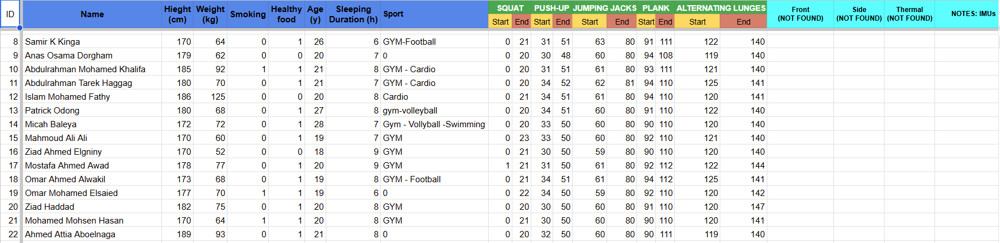 ID Name Hieght (cm) Weight (kg) Smoking Healthy food Age (y) Sleeping Duration (h) Sport SQUAT PUSH-UP JUMPING JACKS PLANK ALTERNATING LUNGES Front (NOT FOUND) Side (NOT FOUND) Thermal (NOT FOUND) NOTES: IMUs
Start End Start End Start End Start End Start End
8 Samir K Kinga 170 64 0 1 26 6 GYM-Football 0 21 31 51 63 80 91 111 122 140
9 Anas Osama Dorgham 179 62 0 0 20 7 0 0 20 30 48 60 80 94 108 119 140
10 Abdulrahman Mohamed Khalifa 185 92 1 1 21 8 GYM - Cardio 0 20 31 51 61 80 93 111 121 140
11 Abdulrahman Tarek Haggag 180 70 0 1 21 7 GYM - Cardio 0 20 34 52 62 81 94 110 125 141
12 Islam Mohamed Fathy 186 125 0 0 20 8 Cardio 0 21 34 51 61 80 94 110 120 141
13 Patrick Odong 180 68 0 1 27 8 gym-volleyball 0 20 34 51 60 80 91 110 122 140
14 Micah Baleya 172 72 0 1 28 7 Gym - Vollyball -Swimming 0 20 33 50 60 80 90 110 120 140
15 Mahmoud Ali Ali 170 60 0 1 19 7 GYM 0 23 33 50 60 80 92 110 121 140
16 Ziad Ahmed Elgniny 170 52 0 0 18 9 GYM 0 21 30 50 59 80 90 110 120 140
17 Mostafa Ahmed Awad 178 77 0 1 20 9 GYM 1 21 31 50 61 80 92 112 122 144
18 Omar Ahmed Alwakil 173 68 0 1 19 8 GYM - Football 0 21 34 51 61 80 94 112 125 141
19 Omar Mohamed Elsaied 177 70 1 1 19 6 0 0 22 34 50 59 80 92 110 120 142
20 Ziad Haddad 182 75 0 1 20 8 GYM 0 20 30 50 60 80 91 110 120 147
21 Mohamed Mohsen Hasan 170 64 1 1 20 8 GYM 0 21 30 50 60 80 90 110 120 141
22 Ahmed Attia Aboelnaga 189 93 0 1 21 8 0 0 20 32 50 60 80 90 111 119 140